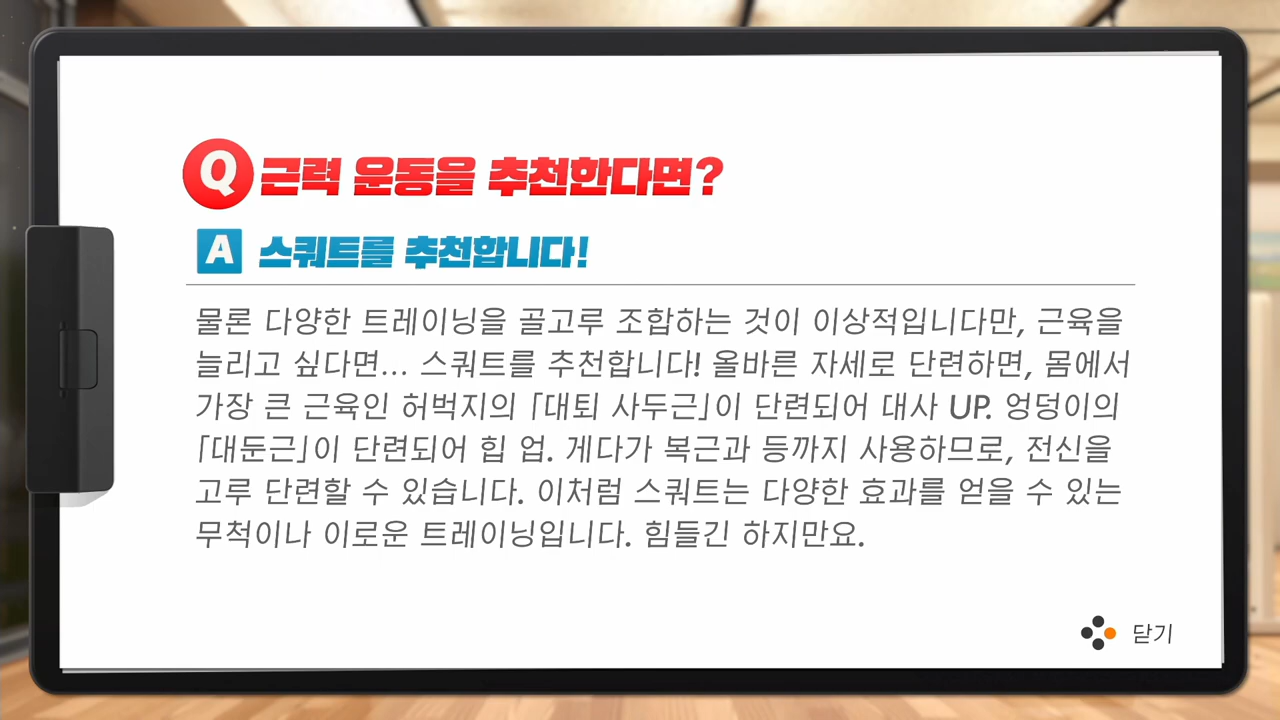 Q 근력 운동을 추천한다면?
A 스쿼트를 추천합니다!
물론 다양한 트레이닝을 골고루 조합하는 것이 이상적입니다만, 근육을
늘리고 싶다면... 스쿼트를 추천합니다! 올바른 자세로 단련하면, 몸에서
가장 큰 근육인 허벅지의 「대퇴 사두근」이 단련되어 대사 UP. 엉덩이의
「대둔근」이 단련되어 힙 업. 게다가 복근과 등까지 사용하므로, 전신을
고루 단련할 수 있습니다. 이처럼 스쿼트는 다양한 효과를 얻을 수 있는
무척이나 이로운 트레이닝입니다. 힘들긴 하지만요.
닫기